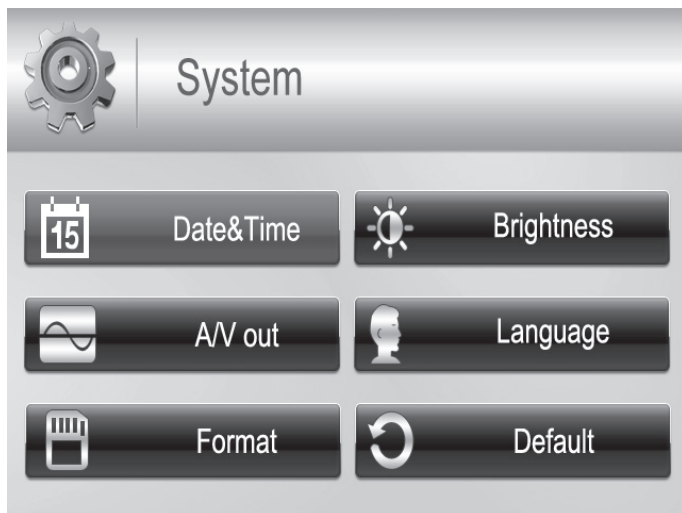 System
15
Date&Time
Brightness
A/V out
Language
Format
Default